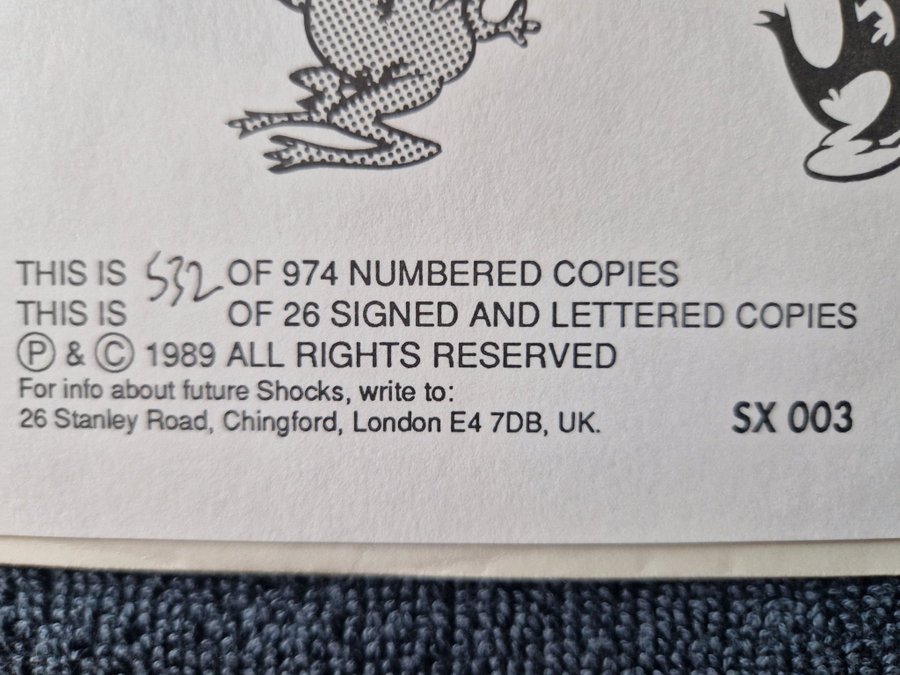 THIS IS 532 OF 974 NUMBERED COPIES
THIS IS OF 26 SIGNED AND LETTERED COPIES
Ⓟ & © 1989 ALL RIGHTS RESERVED
For info about future Shocks, write to:
26 Stanley Road, Chingford, London E4 7DB, UK.
SX 003